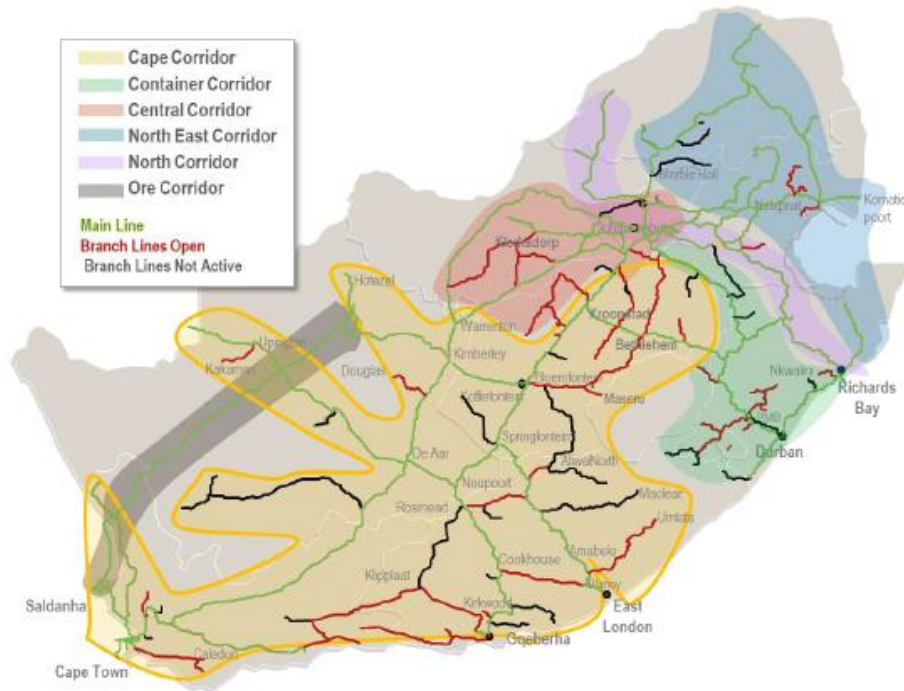 Cape Corridor
Container Corridor
Central Corridor
North East Corridor
North Corridor
Ore Corridor
Main Line
Branch Lines Open
Branch Lines Not Active
Marble Hall
Nelspruit
Komati
poort
Klerksdorp
Hotazel
Kroonstad
Warrenton
Upington
Kimberley
Bethlehem
Kakamas
Douglas
Bloemfontein
Nkwalini
Richards
Bay
Koffiefontein
Maseru
PMB
Durban
Springfontein
De Aar
Aliwal North
Noupoort
Maclear
Rosmead
Umtata
Cookhouse
Amabele
Klipplaat
Blaney
Kirkwood
East
London
Saldanha
Gqeberha
Caledon
Cape Town